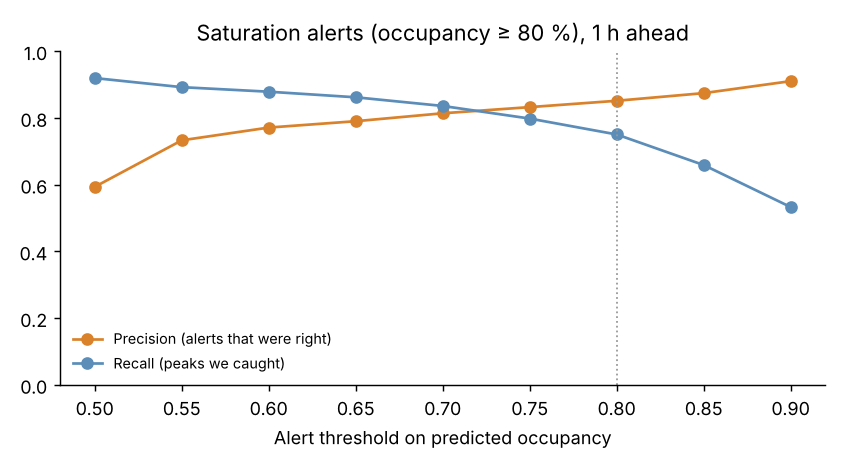 Saturation alerts (occupancy ≥ 80 %), 1 h ahead
1.0
0.8
0.6
0.4
0.2
0.0
Precision (alerts that were right)
Recall (peaks we caught)
0.50 0.55 0.60 0.65 0.70 0.75 0.80 0.85 0.90
Alert threshold on predicted occupancy